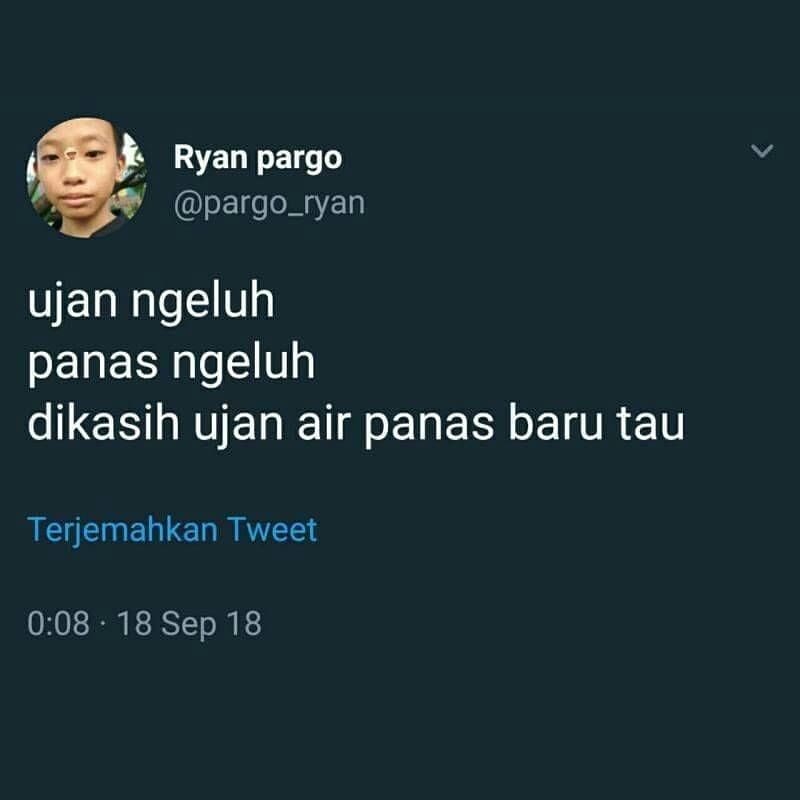 Ryan pargo
@pargo_ryan
ujan ngeluh
panas ngeluh
dikasih ujan air panas baru tau
Terjemahkan Tweet
0:08 · 18 Sep 18